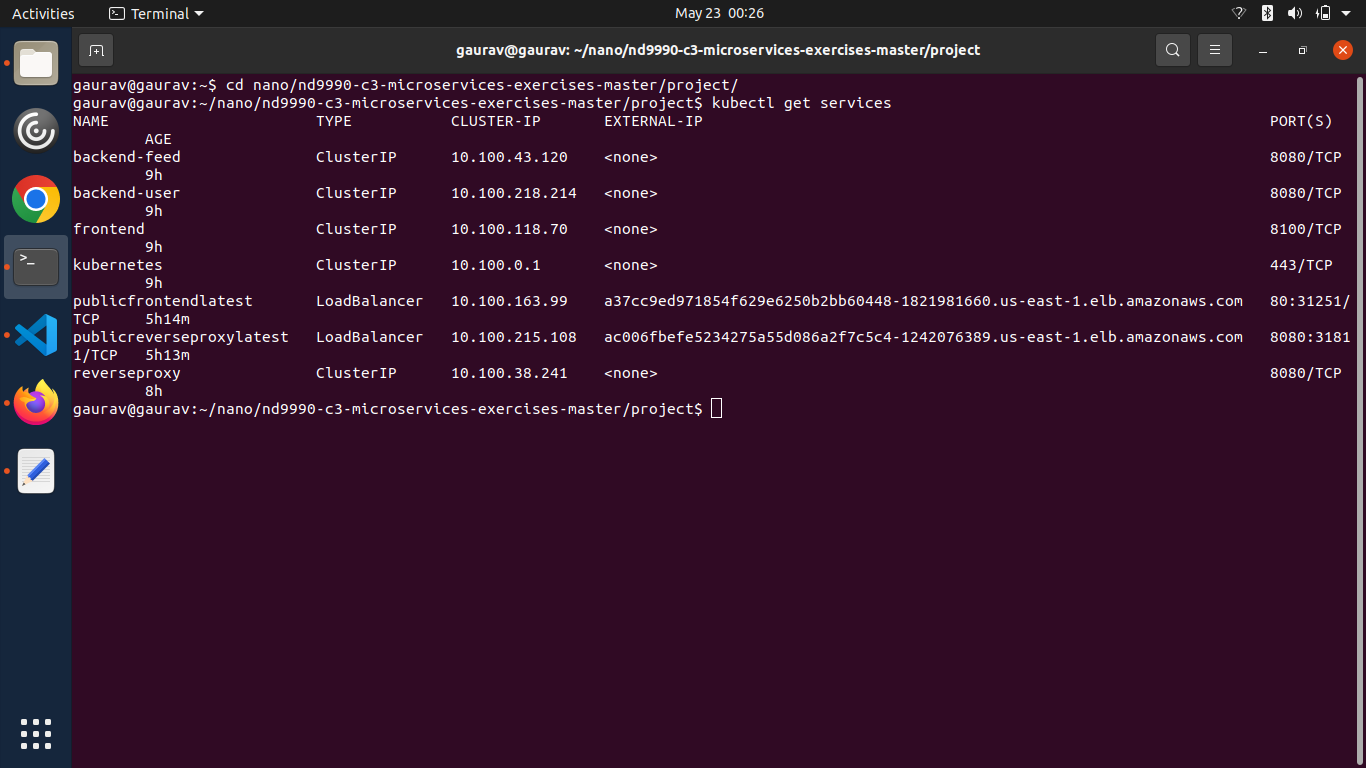 Activities Terminal May 23 00:26
gaurav@gaurav: ~/nano/nd9990-c3-microservices-exercises-master/project
gaurav@gaurav:~$ cd nano/nd9990-c3-microservices-exercises-master/project/
gaurav@gaurav:~/nano/nd9990-c3-microservices-exercises-master/project$ kubectl get services
NAME                       TYPE           CLUSTER-IP       EXTERNAL-IP                                                               PORT(S)
        AGE
backend-feed               ClusterIP      10.100.43.120    <none>                                                                    8080/TCP
        9h
backend-user               ClusterIP      10.100.218.214   <none>                                                                    8080/TCP
        9h
frontend                   ClusterIP      10.100.118.70    <none>                                                                    8100/TCP
        9h
kubernetes                 ClusterIP      10.100.0.1       <none>                                                                    443/TCP
        9h
publicfrontendlatest       LoadBalancer   10.100.163.99    a37cc9ed971854f629e6250b2bb60448-1821981660.us-east-1.elb.amazonaws.com   80:31251/
TCP     5h14m
publicreverseproxylatest   LoadBalancer   10.100.215.108   ac006fbefe5234275a55d086a2f7c5c4-1242076389.us-east-1.elb.amazonaws.com   8080:3181
1/TCP   5h13m
reverseproxy               ClusterIP      10.100.38.241    <none>                                                                    8080/TCP
        8h
gaurav@gaurav:~/nano/nd9990-c3-microservices-exercises-master/project$